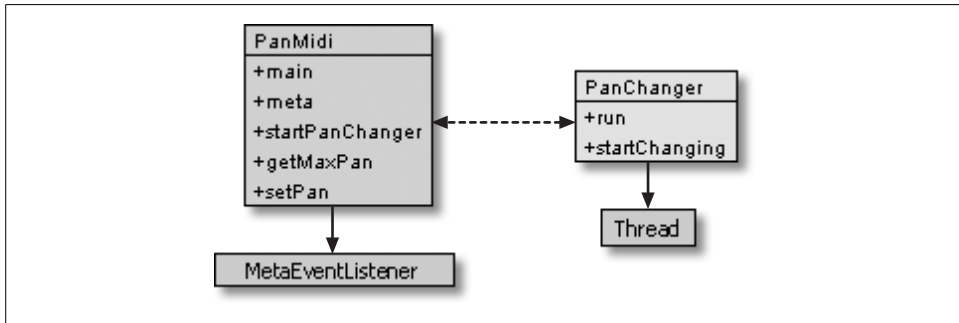 PanMidi
+main
+meta
+startPanChanger
+getMaxPan
+setPan
MetaEventListener
PanChanger
+run
+startChanging
Thread